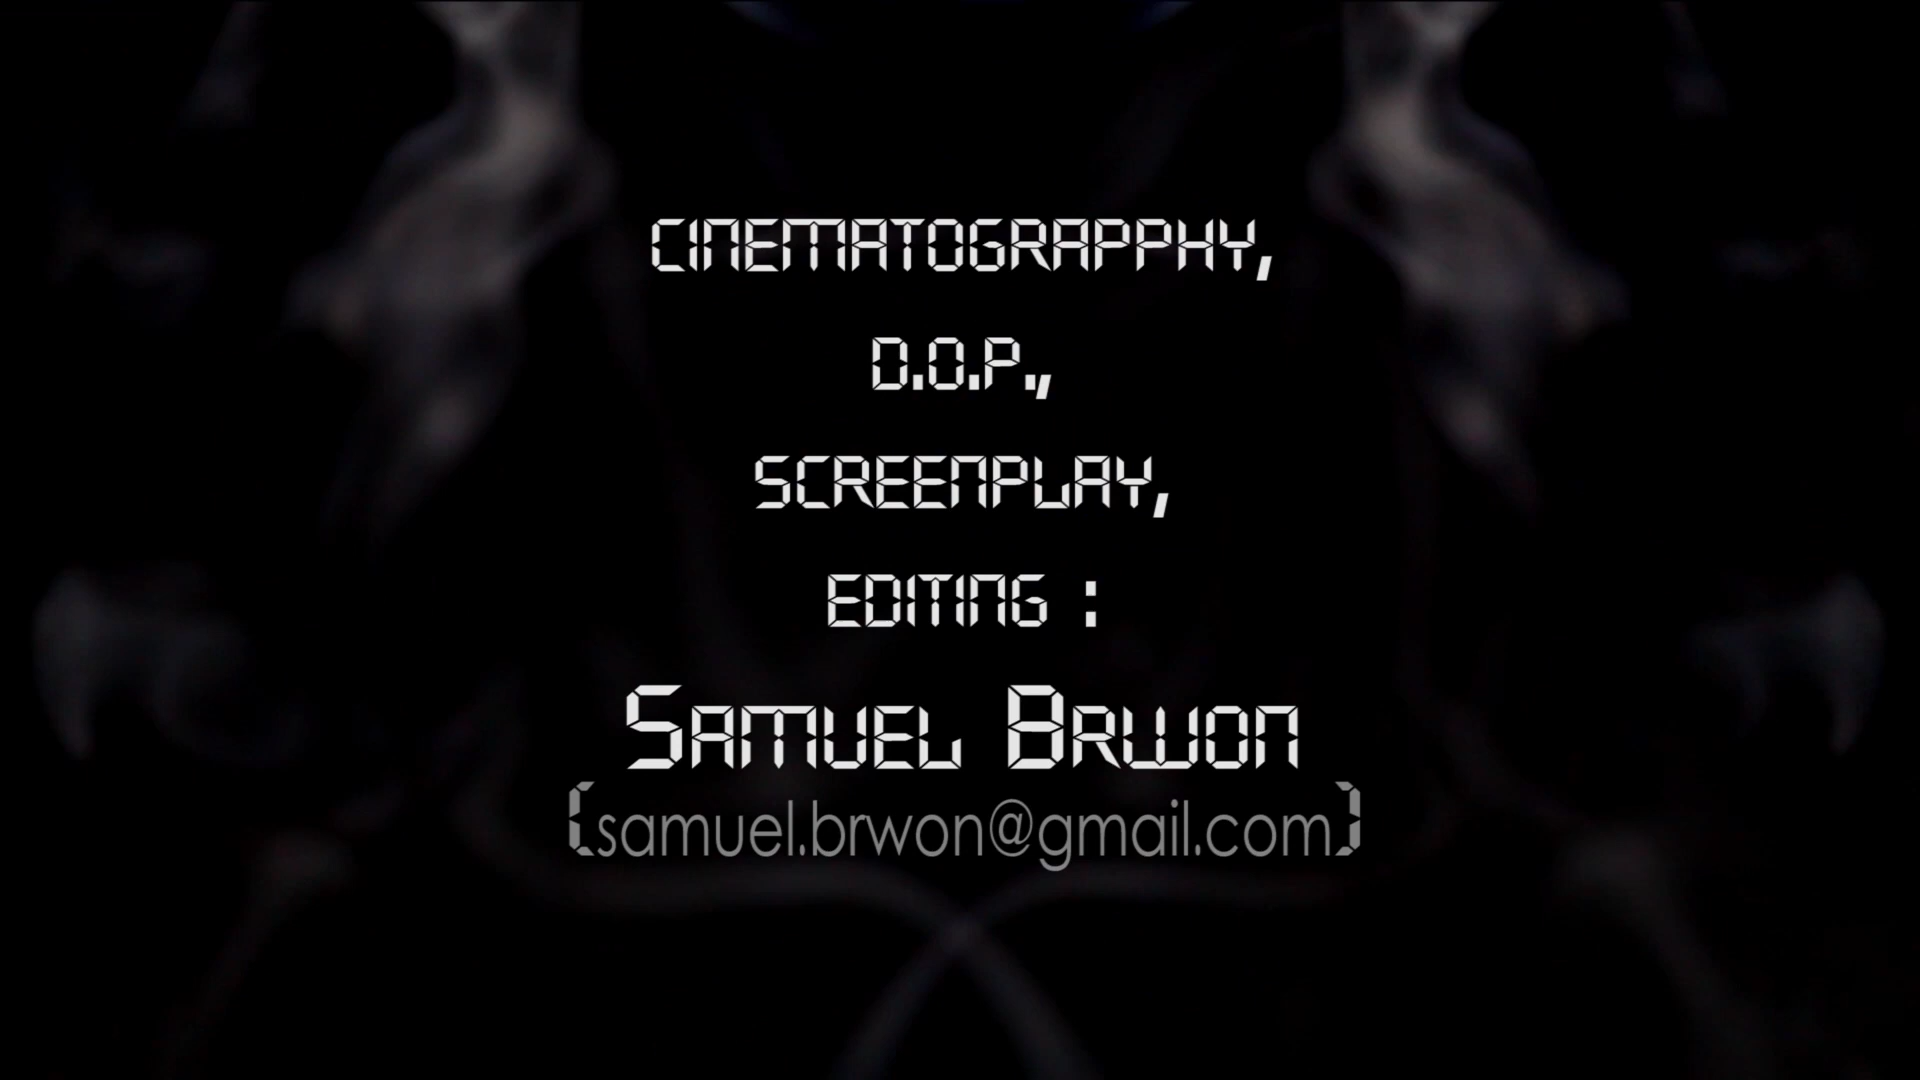 CINEMATOGRAPPHY,
D.O.P.,
SCREENPLAY,
EDITING :
SAMUEL BRWON
[samuel.brwon@gmail.com]